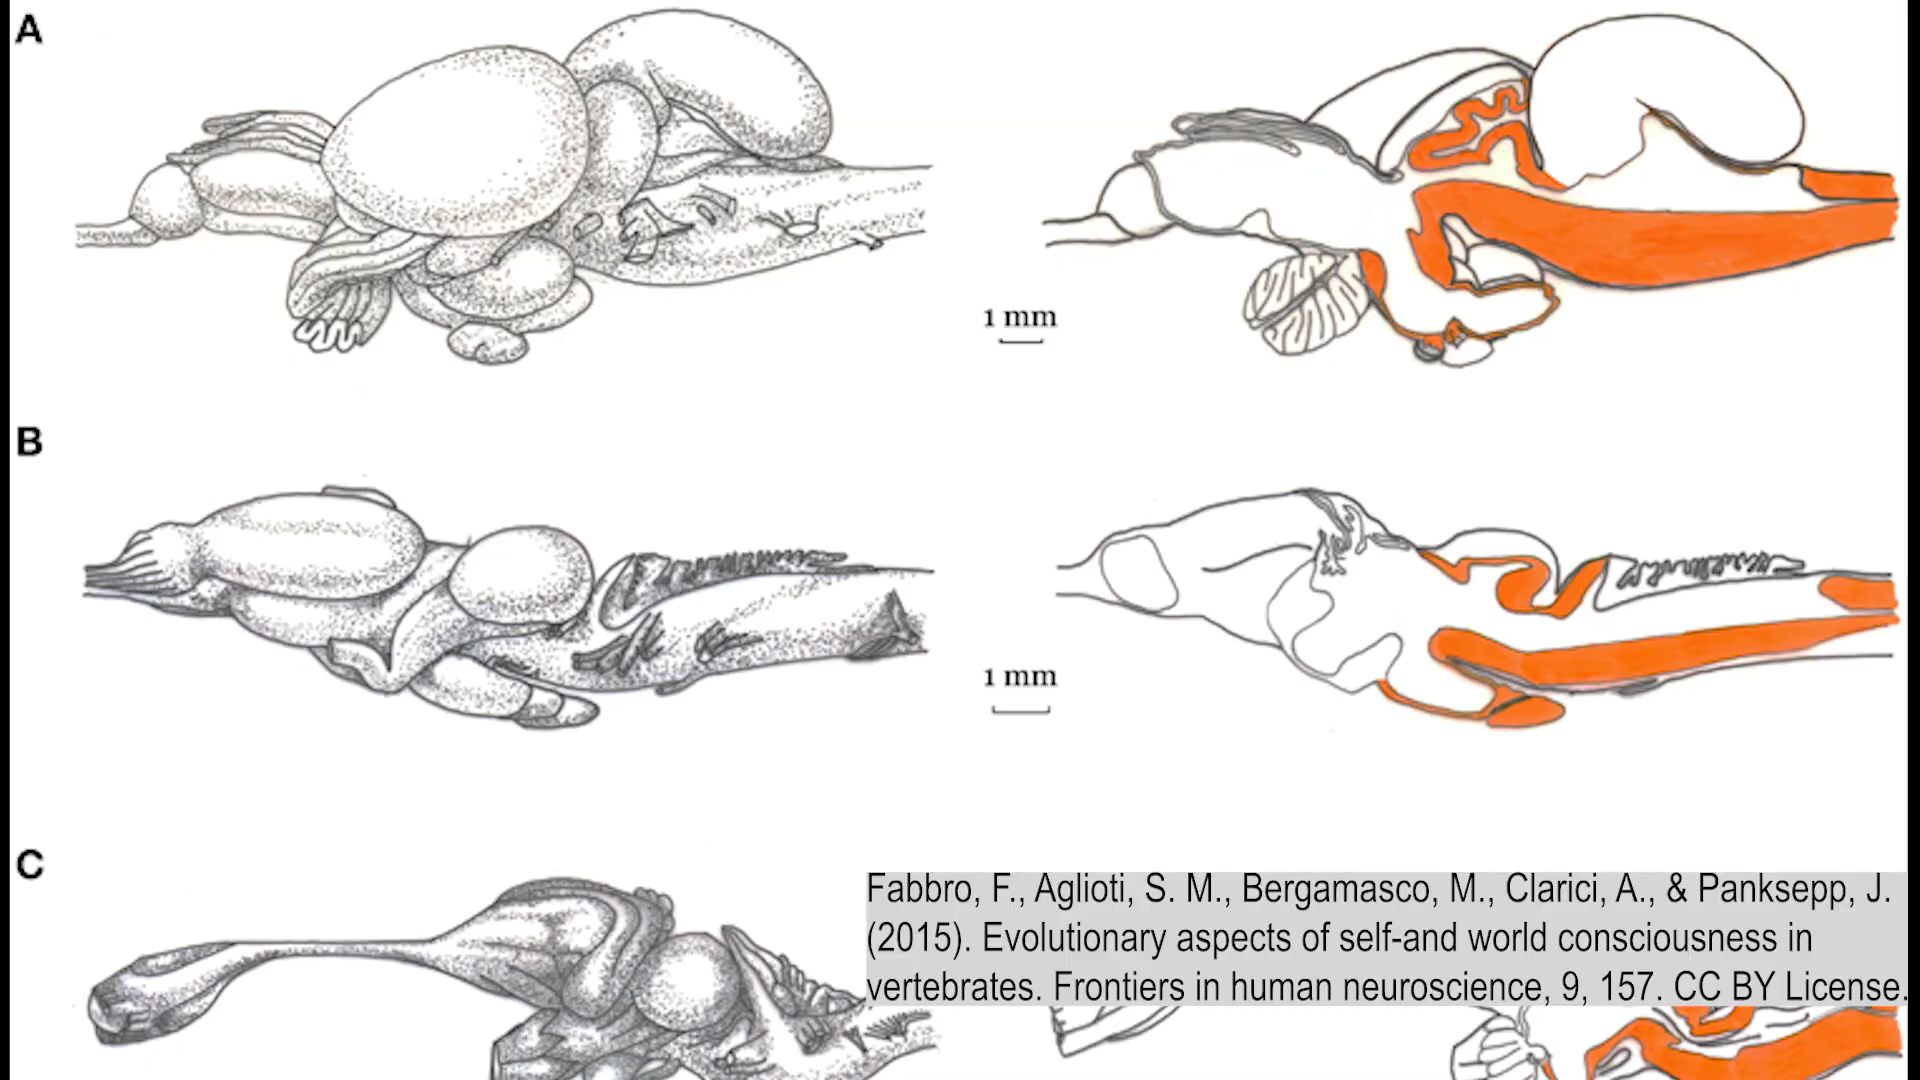 A
1 mm
B
1 mm
C
Fabbro, F., Aglioti, S. M., Bergamasco, M., Clarici, A., & Panksepp, J.
(2015). Evolutionary aspects of self-and world consciousness in
vertebrates. Frontiers in human neuroscience, 9, 157. CC BY License.